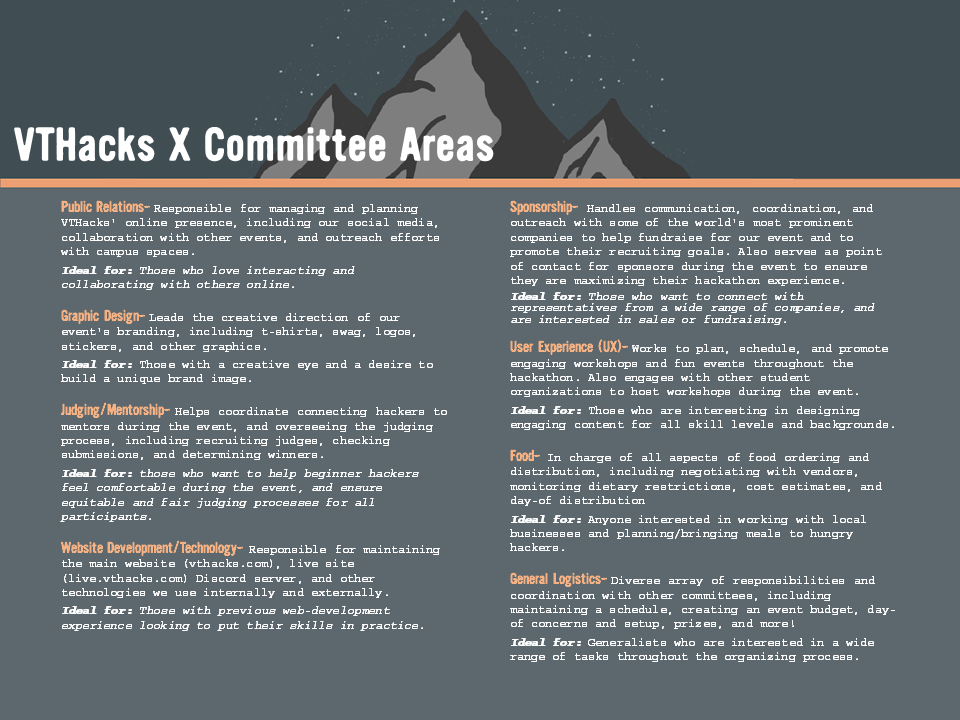 VTHacks X Committee Areas
Public Relations- Responsible for managing and planning
VTHacks' online presence, including our social media,
collaboration with other events, and outreach efforts
with campus spaces.
Ideal for: Those who love interacting and
collaborating with others online.
Graphic Design- Leads the creative direction of our
event's branding, including t-shirts, swag, logos,
stickers, and other graphics.
Ideal for: Those with a creative eye and a desire to
build a unique brand image.
Judging/Mentorship- Helps coordinate connecting hackers to
mentors during the event, and overseeing the judging
process, including recruiting judges, checking
submissions, and determining winners.
Ideal for: those who want to help beginner hackers
feel comfortable during the event, and ensure
equitable and fair judging processes for all
participants.
Website Development/Technology- Responsible for maintaining
the main website (vthacks.com), live site
(live.vthacks.com) Discord server, and other
technologies we use internally and externally.
Ideal for: Those with previous web-development
experience looking to put their skills in practice.
Sponsorship- Handles communication, coordination, and
outreach with some of the world's most prominent
companies to help fundraise for our event and to
promote their recruiting goals. Also serves as point
of contact for sponsors during the event to ensure
they are maximizing their hackathon experience.
Ideal for: Those who want to connect with
representatives from a wide range of companies, and
are interested in sales or fundraising.
User Experience (UX)- Works to plan, schedule, and promote
engaging workshops and fun events throughout the
hackathon. Also engages with other student
organizations to host workshops during the event.
Ideal for: Those who are interesting in designing
engaging content for all skill levels and backgrounds.
Food- In charge of all aspects of food ordering and
distribution, including negotiating with vendors,
monitoring dietary restrictions, cost estimates, and
day-of distribution
Ideal for: Anyone interested in working with local
businesses and planning/bringing meals to hungry
hackers.
General Logistics- Diverse array of responsibilities and
coordination with other committees, including
maintaining a schedule, creating an event budget, day-
of concerns and setup, prizes, and more!
Ideal for: Generalists who are interested in a wide
range of tasks throughout the organizing process.